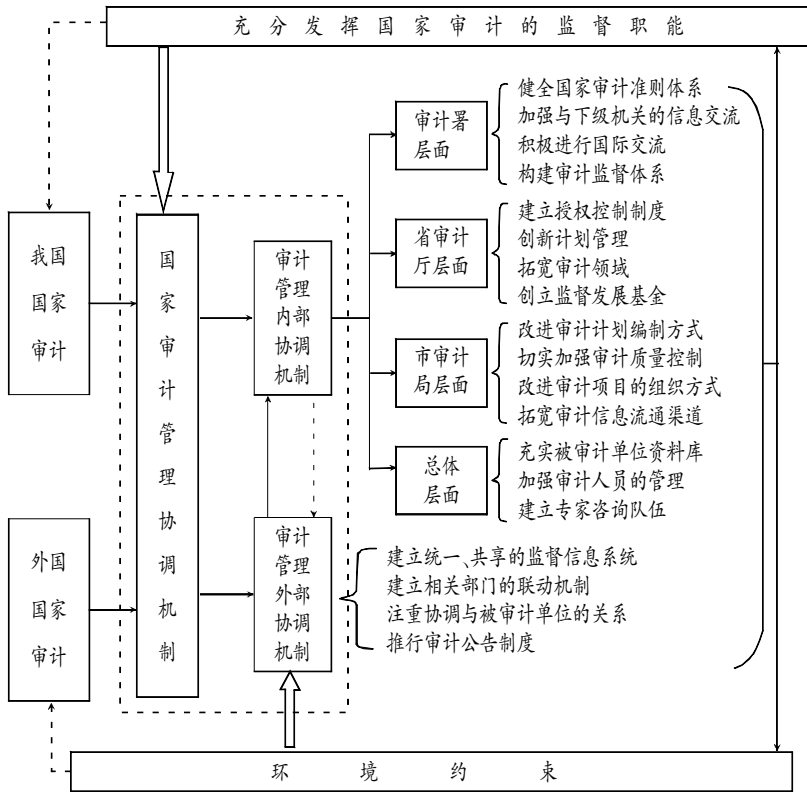 充分发挥国家审计的监督职能
我国
国家
审计
外国
国家
审计
国家审计管理协调机制
审计
管理
内部
协调
机制
审计
管理
外部
协调
机制
审计署
层面
健全国家审计准则体系
加强与下级机关的信息交流
积极进行国际交流
构建审计监督体系
省审计
厅层面
建立授权控制制度
创新计划管理
拓宽审计领域
创立监督发展基金
市审计
局层面
改进审计计划编制方式
切实加强审计质量控制
改进审计项目的组织方式
拓宽审计信息流通渠道
总体
层面
充实被审计单位资料库
加强审计人员的管理
建立专家咨询队伍
建立统一、共享的监督信息系统
建立相关部门的联动机制
注重协调与被审计单位的关系
推行审计公告制度
环境约束